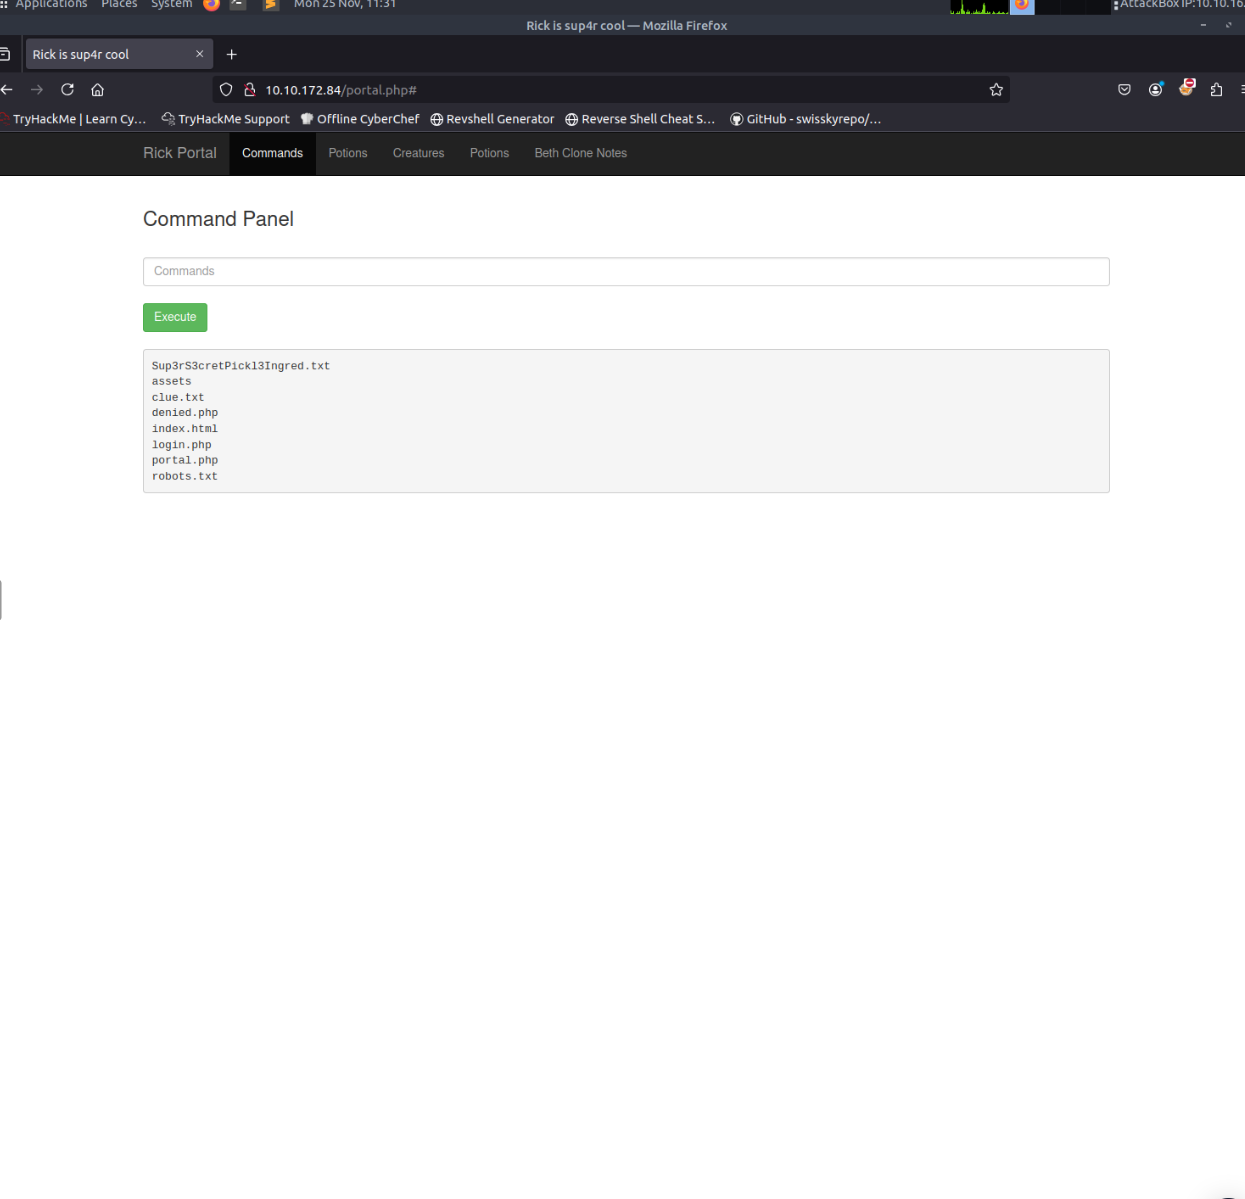 Applications Places System Mon 25 Nov, 11:31 AttackBox IP:10.10.16.
Rick is sup4r cool — Mozilla Firefox
Rick is sup4r cool
10.10.172.84/portal.php#
TryHackMe | Learn Cy... TryHackMe Support Offline CyberChef Revshell Generator Reverse Shell Cheat S... GitHub - swisskyrepo/...
Rick Portal Commands Potions Creatures Potions Beth Clone Notes
Command Panel
Commands
Execute
Sup3rS3cretPickl3Ingred.txt
assets
clue.txt
denied.php
index.html
login.php
portal.php
robots.txt